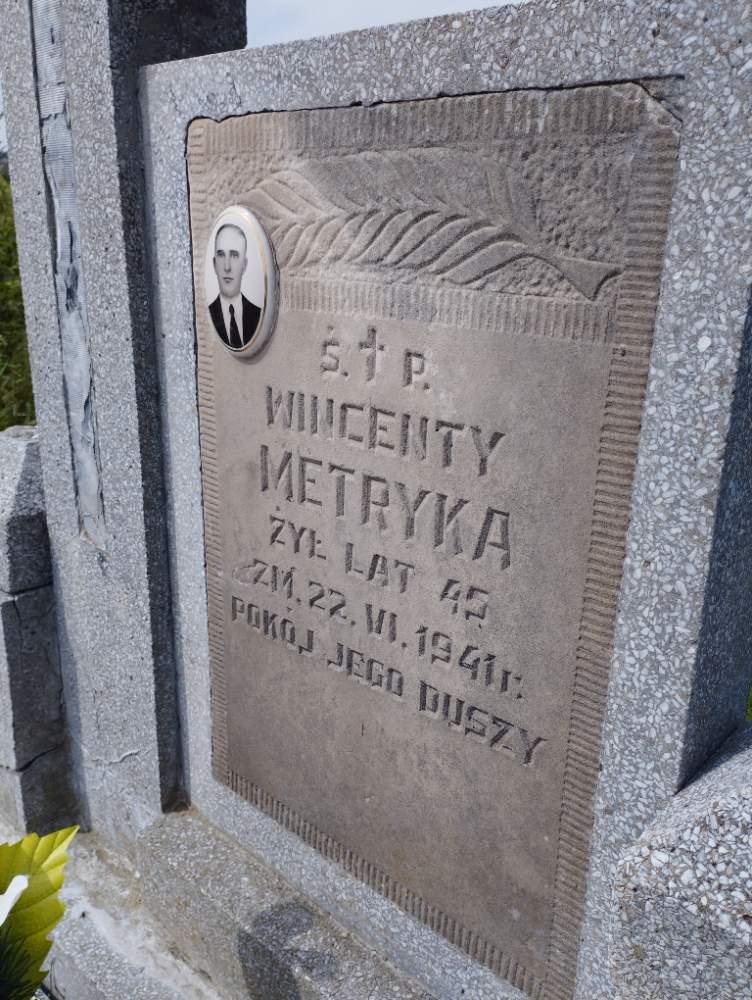 Ś. † P.
WINCENTY
METRYKA
ŻYŁ LAT 45
ZM. 22. VI. 1941 r.
POKÓJ JEGO DUSZY